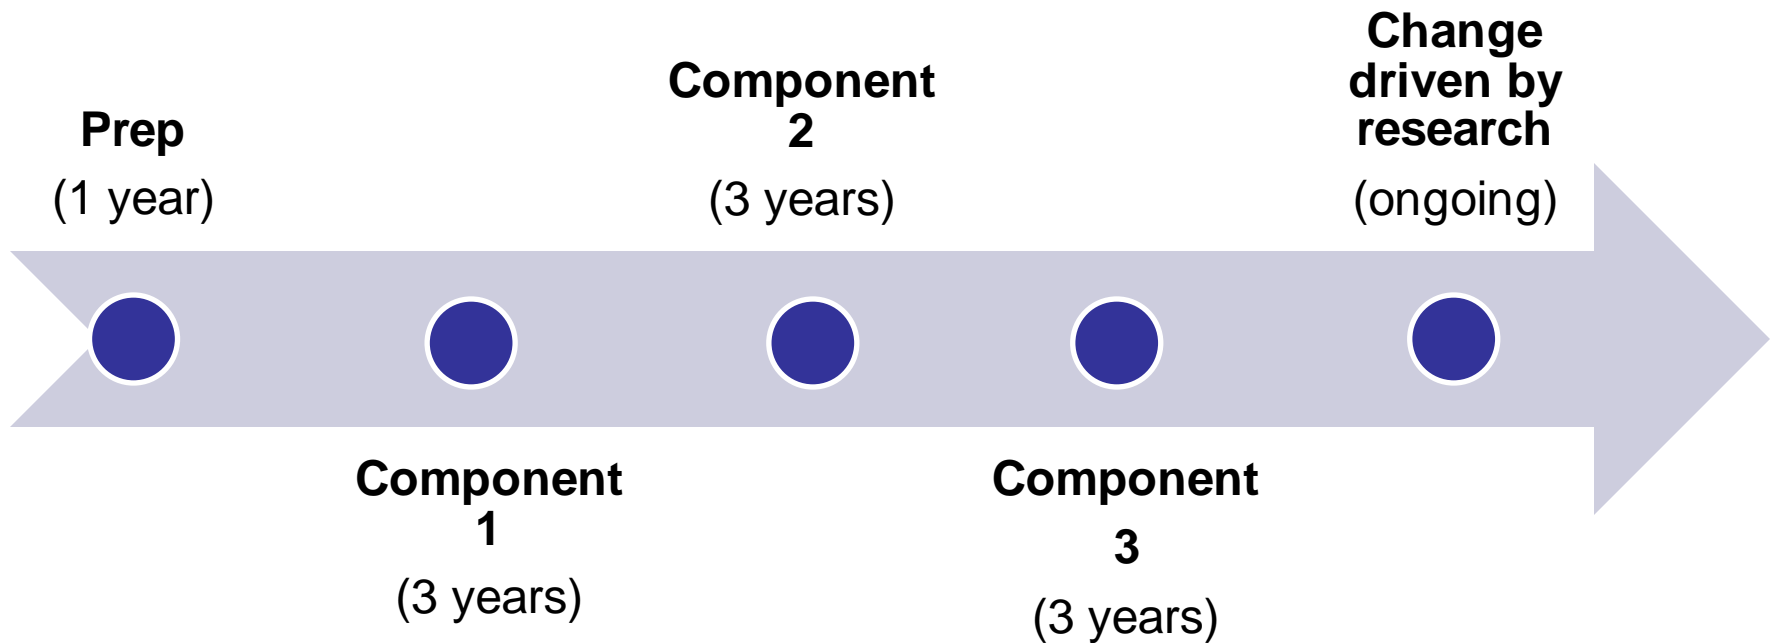 Prep
(1 year)
Component
1
(3 years)
Component
2
(3 years)
Component
3
(3 years)
Change
driven by
research
(ongoing)